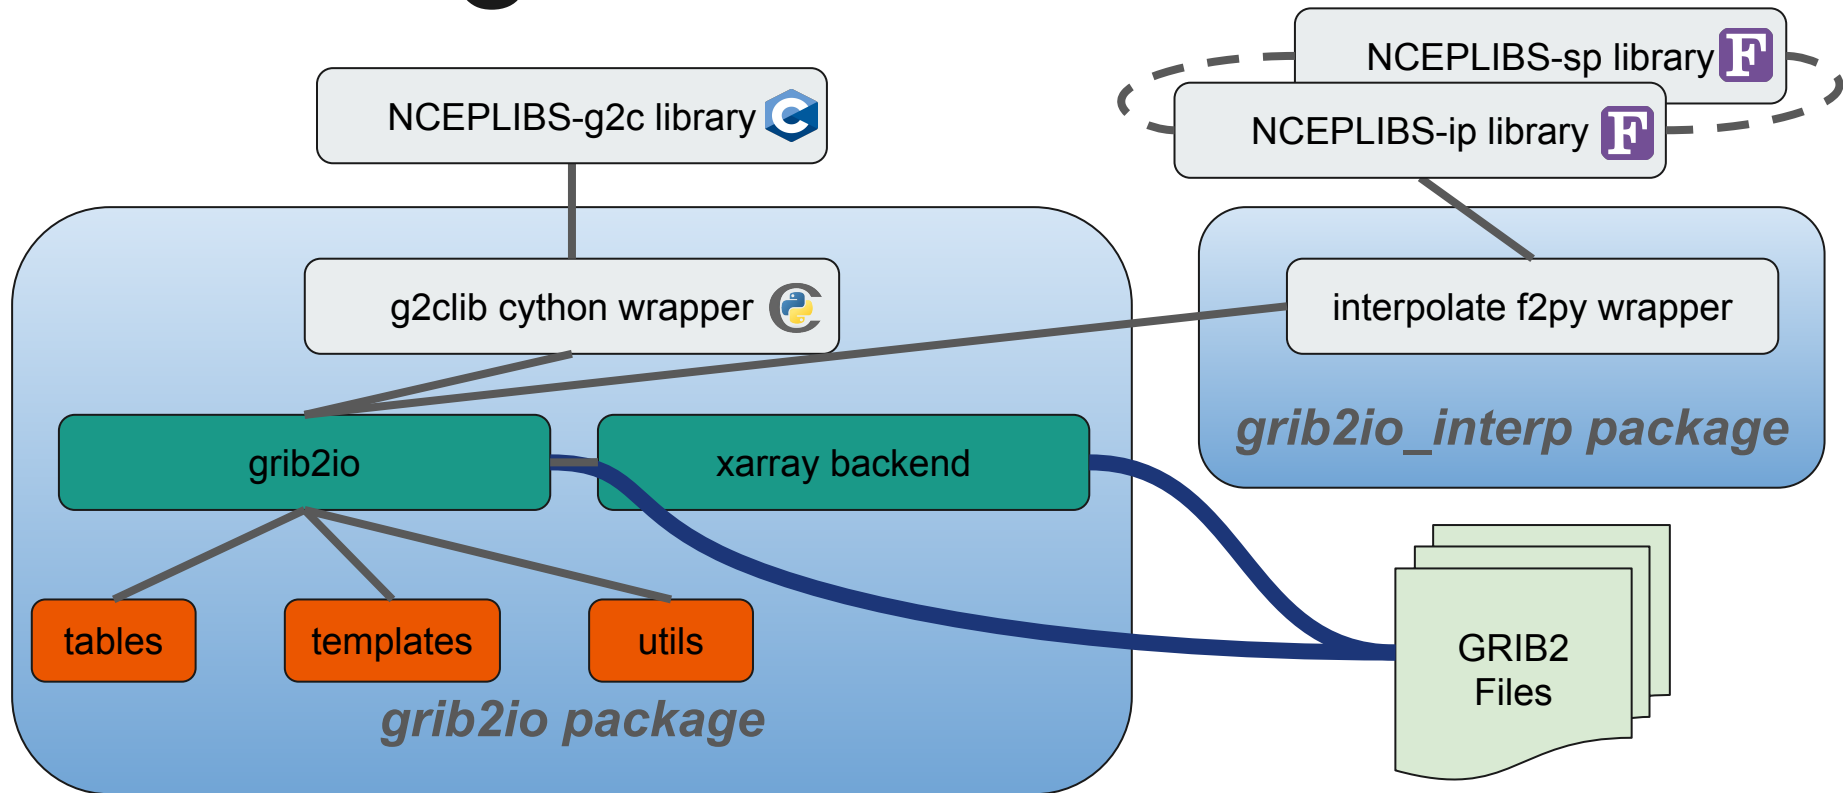 NCEPLIBS-sp library F
NCEPLIBS-g2c library C
NCEPLIBS-ip library F
g2clib cython wrapper
interpolate f2py wrapper
grib2io
xarray backend
grib2io_interp package
tables
templates
utils
GRIB2
Files
grib2io package